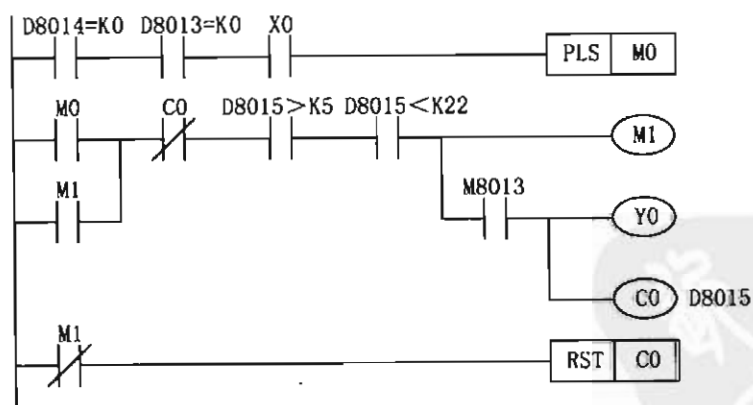 D8014=K0 D8013=K0 X0
PLS M0
M0 C0 D8015>K5 D8015<K22
M1
M1 M8013
Y0
C0 D8015
M1
RST C0